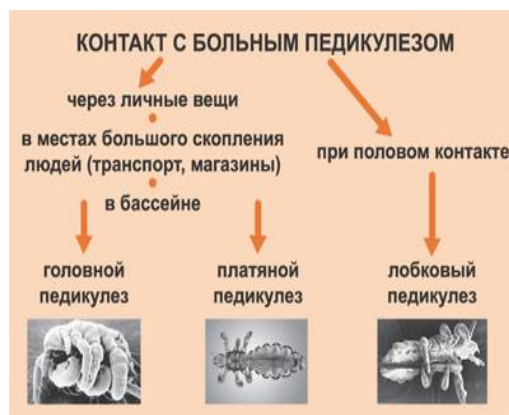 КОНТАКТ С БОЛЬНЫМ ПЕДИКУЛЕЗОМ
через личные вещи
в местах большого скопления
людей (транспорт, магазины)
в бассейне
при половом контакте
головной
педикулез
платяной
педикулез
лобковый
педикулез